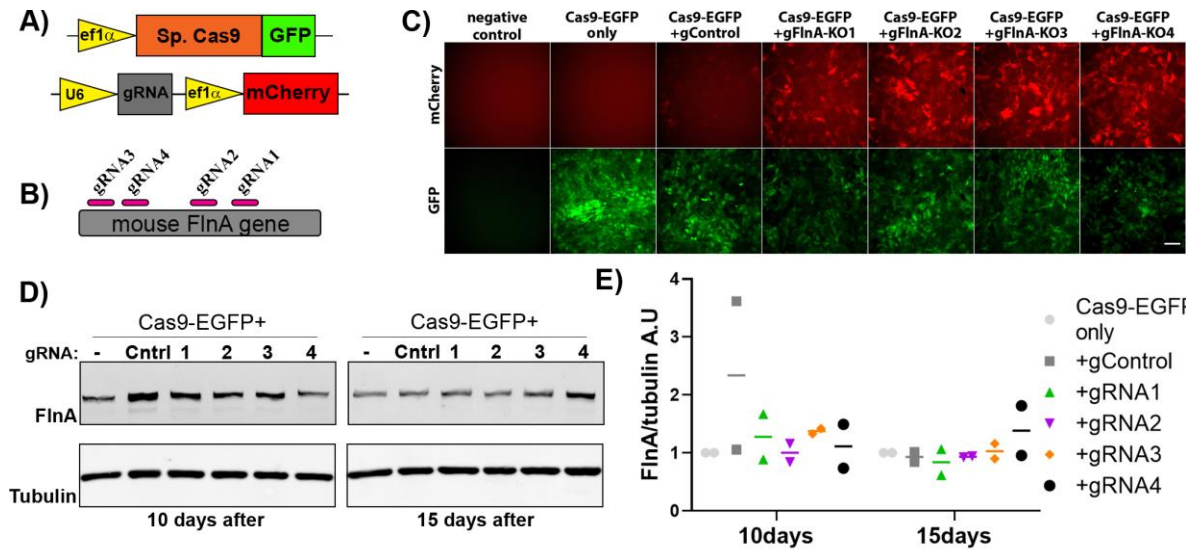 A)
ef1α
Sp. Cas9
GFP
U6
gRNA
ef1α
mCherry
B)
gRNA3
gRNA4
gRNA2
gRNA1
mouse FlnA gene
C)
negative control
Cas9-EGFP only
Cas9-EGFP +gControl
Cas9-EGFP +gFlnA-KO1
Cas9-EGFP +gFlnA-KO2
Cas9-EGFP +gFlnA-KO3
Cas9-EGFP +gFlnA-KO4
mCherry
GFP
D)
Cas9-EGFP+
Cas9-EGFP+
gRNA: - Cntrl 1 2 3 4 - Cntrl 1 2 3 4
FlnA
Tubulin
10 days after
15 days after
E)
FlnA/tubulin A.U
4
3
2
1
0
10days
15days
Cas9-EGFP
only
+gControl
+gRNA1
+gRNA2
+gRNA3
+gRNA4